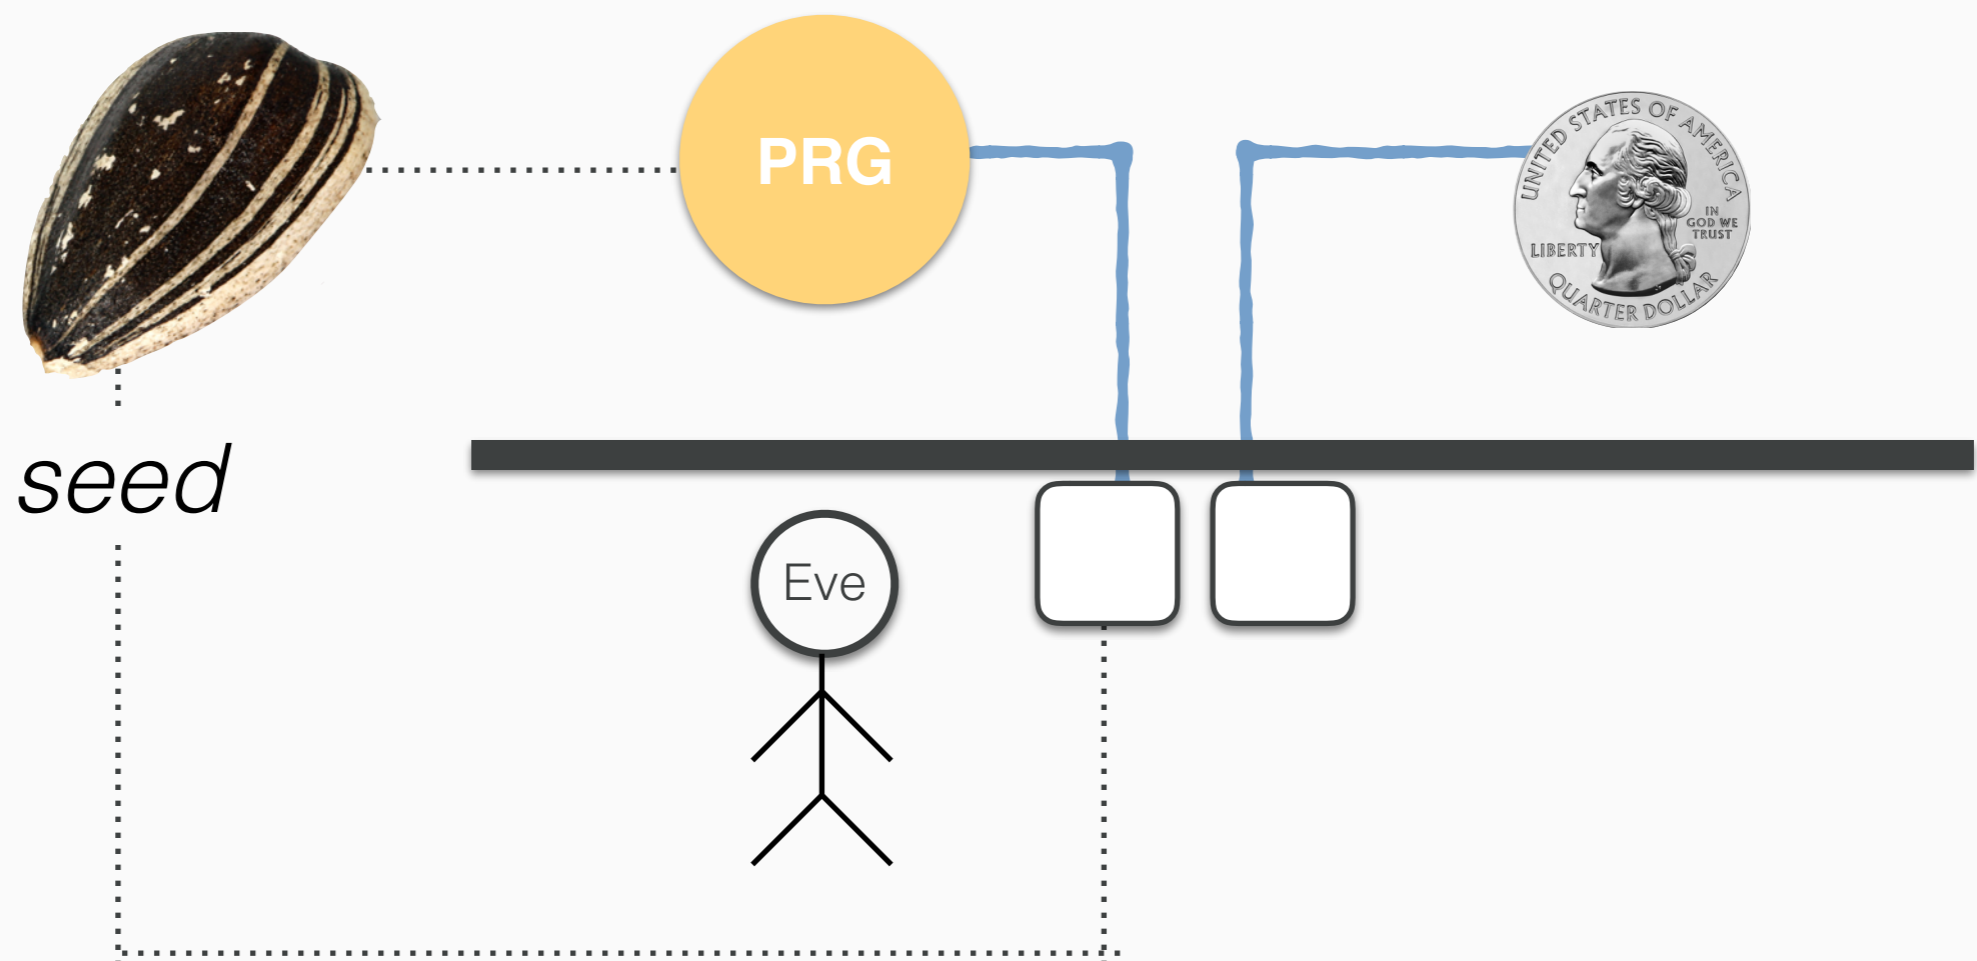 PRG
UNITED STATES OF AMERICA
IN
GOD WE
TRUST
LIBERTY
QUARTER DOLLAR
seed
Eve